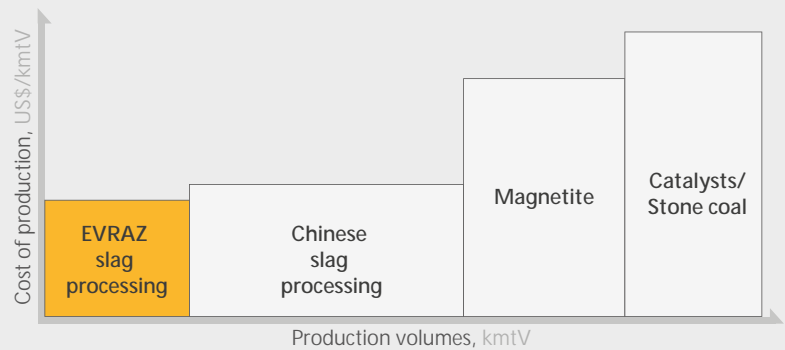 Cost of production, US$/kmtV
EVRAZ
slag
processing
Chinese
slag
processing
Magnetite
Catalysts/
Stone coal
Production volumes, kmtV